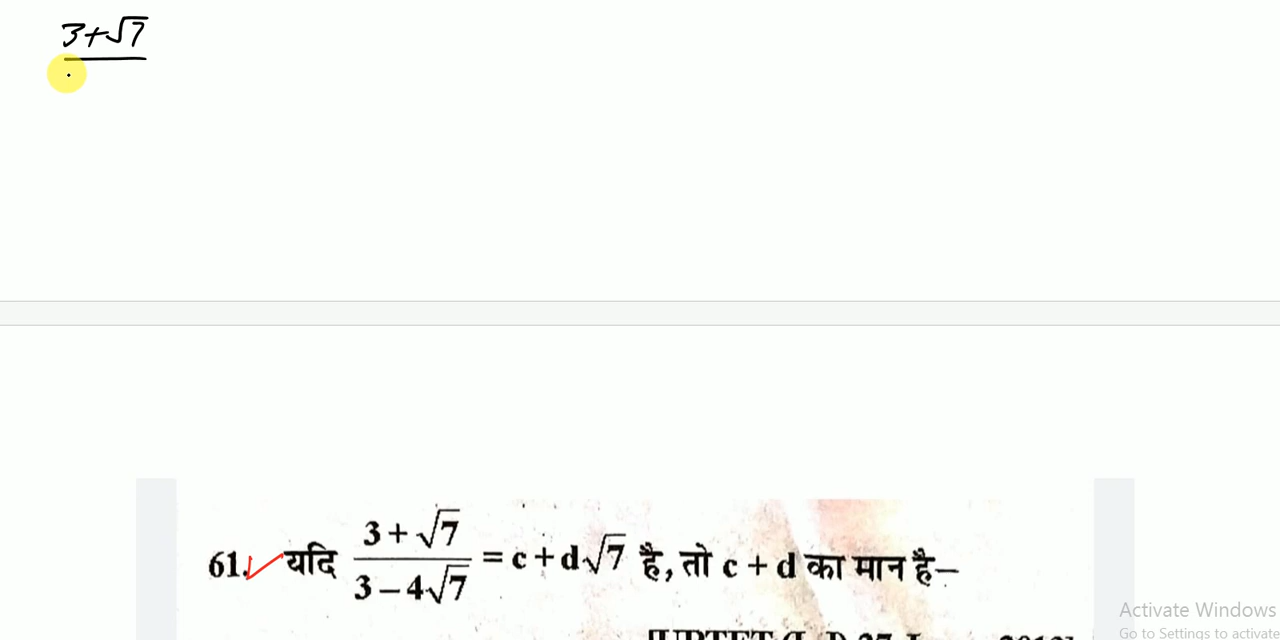 3+√7
61. यदि (3 + √7)/(3 – 4√7) = c + d√7 है, तो c + d का मान है–
Activate Windows
Go to Settings to activate